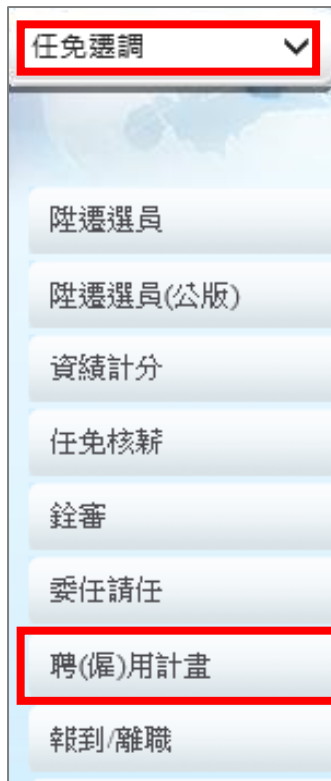 任免遷調
陞遷選員
陞遷選員(公版)
資績計分
任免核薪
銓審
委任請任
聘(僱)用計畫
報到/離職